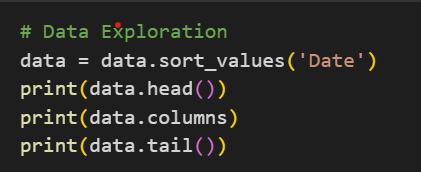 # Data Exploration
data = data.sort_values('Date')
print(data.head())
print(data.columns)
print(data.tail())